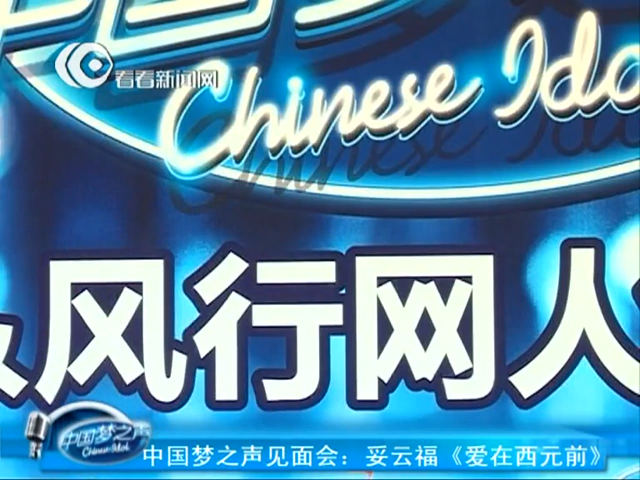 看看新闻网
Chinese Ido
风行网人
中国梦之声
Chinese Idol
中国梦之声见面会：妥云福《爱在西元前》